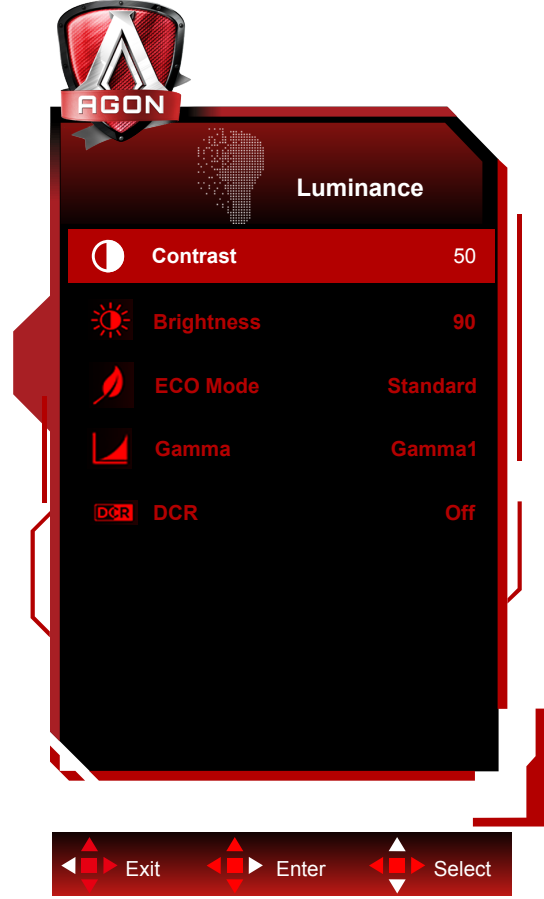 AGON
Luminance
Contrast 50
Brightness 90
ECO Mode Standard
Gamma Gamma1
DCR DCR Off
Exit Enter Select